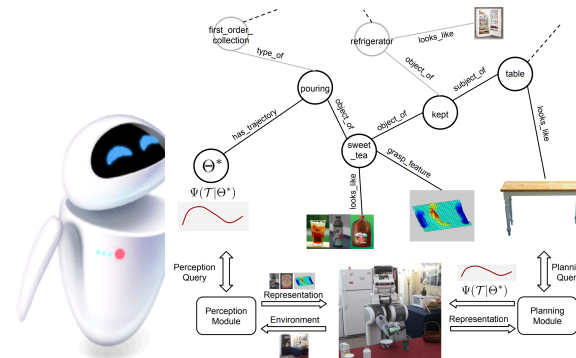 first_order_
collection
type_of
refrigerator
looks_like
object_of
subject_of
table
pouring
has_trajectory
object_of
object_of
kept
looks_like
Θ*
sweet
_tea
grasp_feature
looks_like
Ψ(𝒯|Θ*)
Perception
Query
Representation
Environment
Perception
Module
Ψ(𝒯|Θ*)
Representation
Planni
Quer
Planning
Module